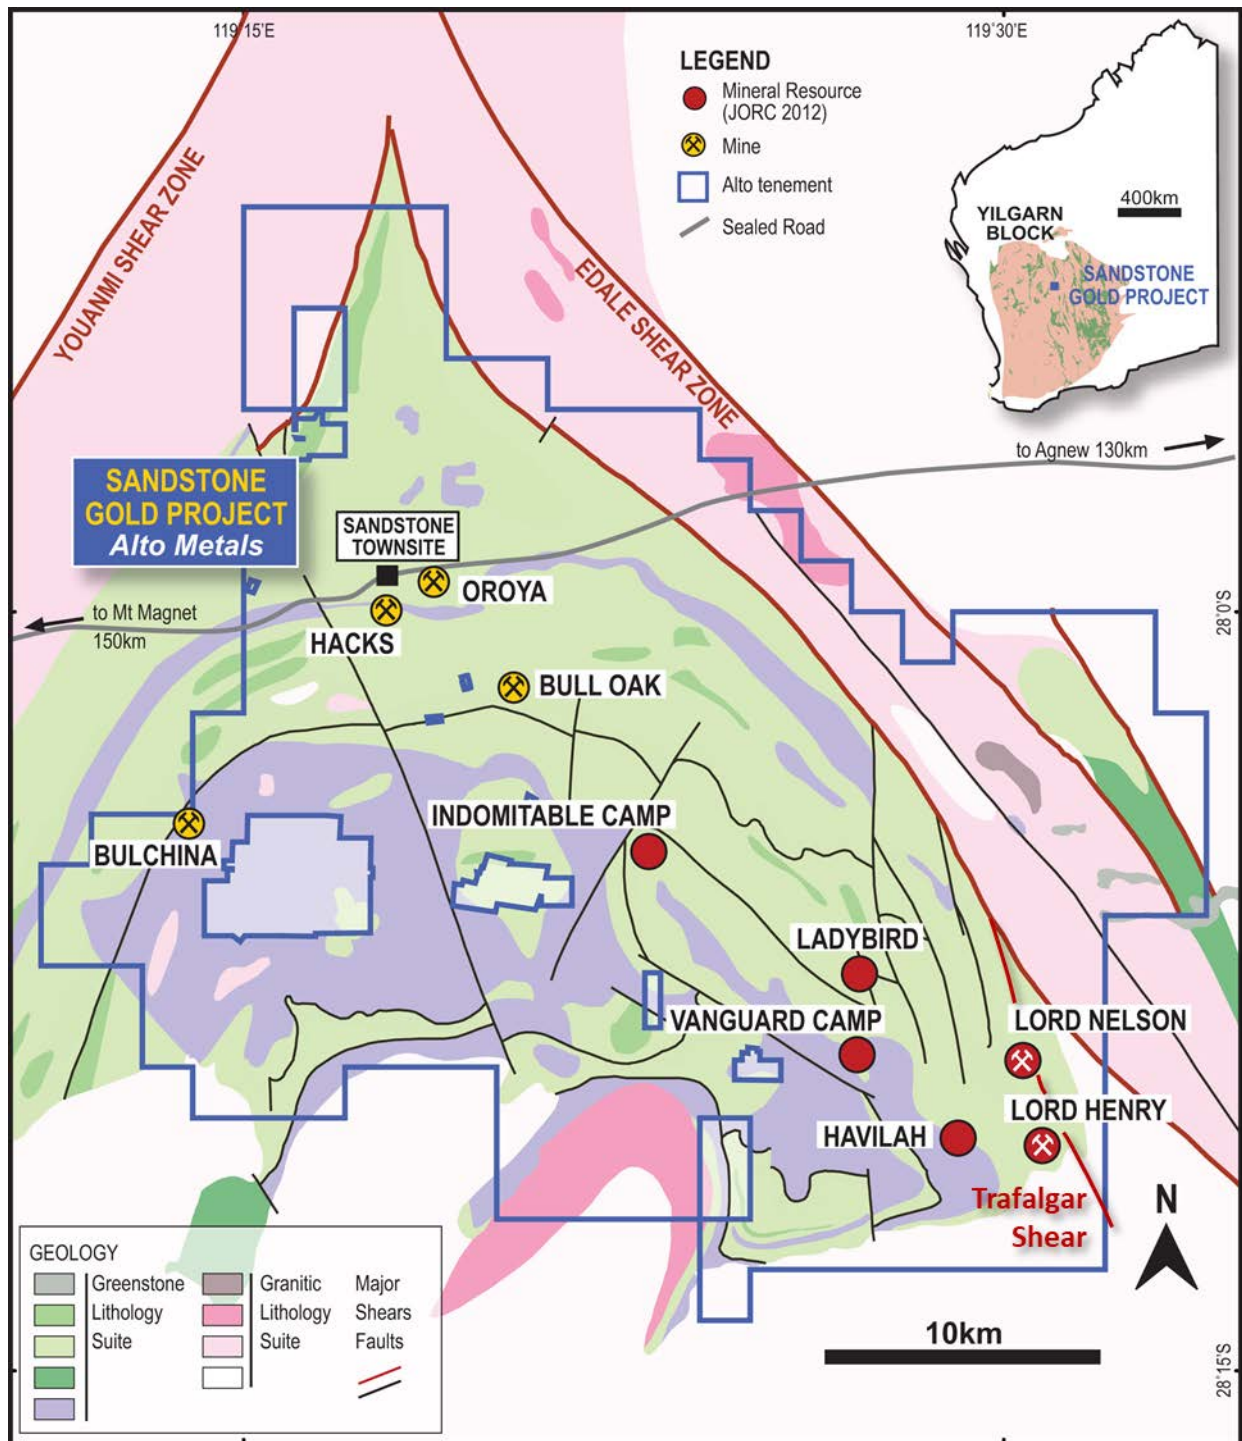 119°15'E
119°30'E
LEGEND
Mineral Resource
(JORC 2012)
Mine
Alto tenement
Sealed Road
YILGARN
BLOCK
400km
SANDSTONE
GOLD PROJECT
YOUANMI SHEAR ZONE
EDALE SHEAR ZONE
to Agnew 130km
SANDSTONE
GOLD PROJECT
Alto Metals
SANDSTONE
TOWNSITE
OROYA
to Mt Magnet
150km
HACKS
28°0'S
BULL OAK
INDOMITABLE CAMP
BULCHINA
LADYBIRD
VANGUARD CAMP
LORD NELSON
LORD HENRY
HAVILAH
Trafalgar
Shear
N
GEOLOGY
Greenstone
Lithology
Suite
Granitic
Lithology
Suite
Major
Shears
Faults
10km
28°15'S